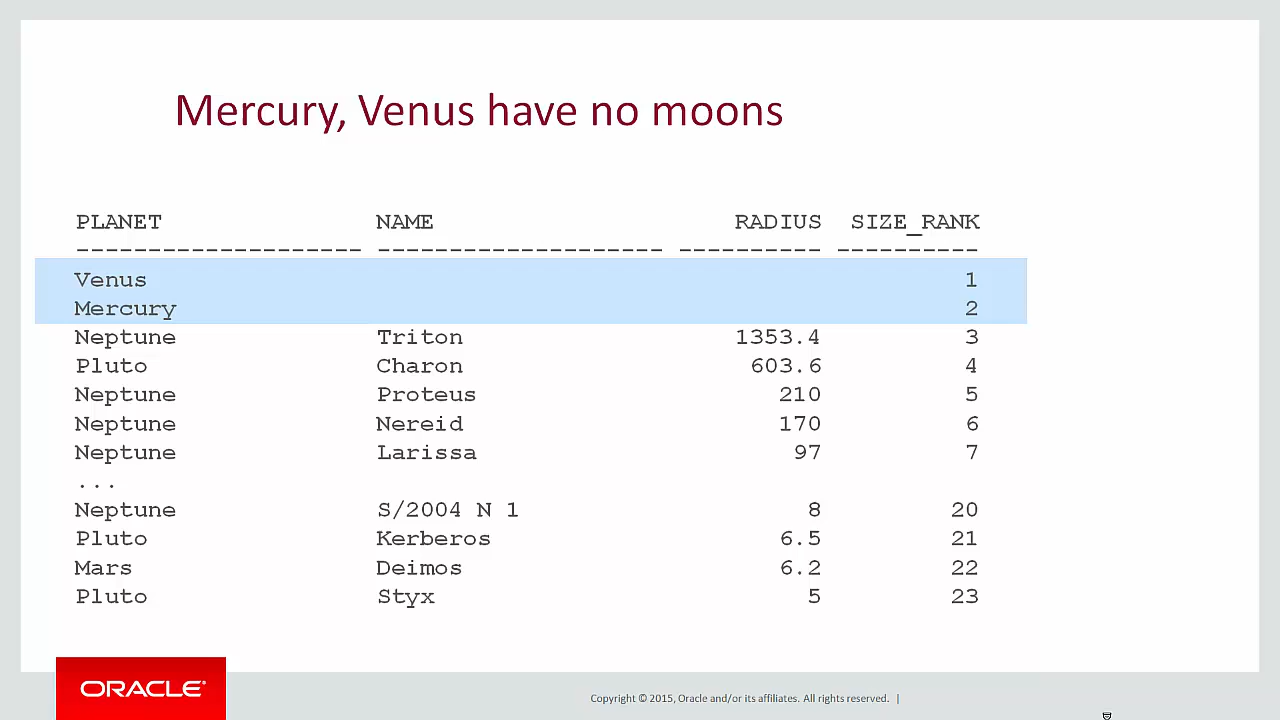 Mercury, Venus have no moons
PLANET NAME RADIUS SIZE_RANK
-------------------- -------------------- ---------- ----------
Venus 1
Mercury 2
Neptune Triton 1353.4 3
Pluto Charon 603.6 4
Neptune Proteus 210 5
Neptune Nereid 170 6
Neptune Larissa 97 7
...
Neptune S/2004 N 1 8 20
Pluto Kerberos 6.5 21
Mars Deimos 6.2 22
Pluto Styx 5 23
ORACLE®
Copyright © 2015, Oracle and/or its affiliates. All rights reserved. |